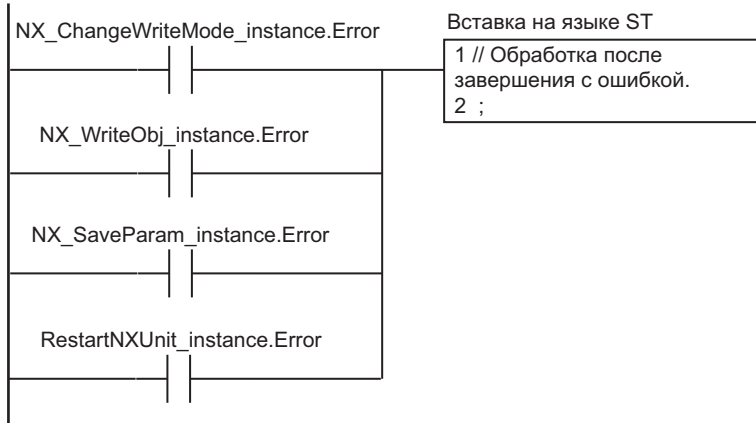 NX_ChangeWriteMode_instance.Error
Вставка на языке ST
1 // Обработка после
завершения с ошибкой.
2 ;
NX_WriteObj_instance.Error
NX_SaveParam_instance.Error
RestartNXUnit_instance.Error